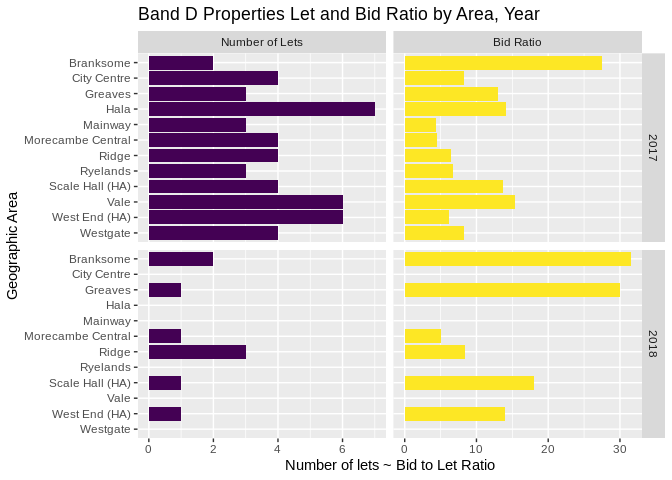 Band D Properties Let and Bid Ratio by Area, Year
Number of Lets
Bid Ratio
Geographic Area
Branksome
City Centre
Greaves
Hala
Mainway
Morecambe Central
Ridge
Ryelands
Scale Hall (HA)
Vale
West End (HA)
Westgate
2017
Branksome
City Centre
Greaves
Hala
Mainway
Morecambe Central
Ridge
Ryelands
Scale Hall (HA)
Vale
West End (HA)
Westgate
2018
0 2 4 6 0 10 20 30
Number of lets ~ Bid to Let Ratio